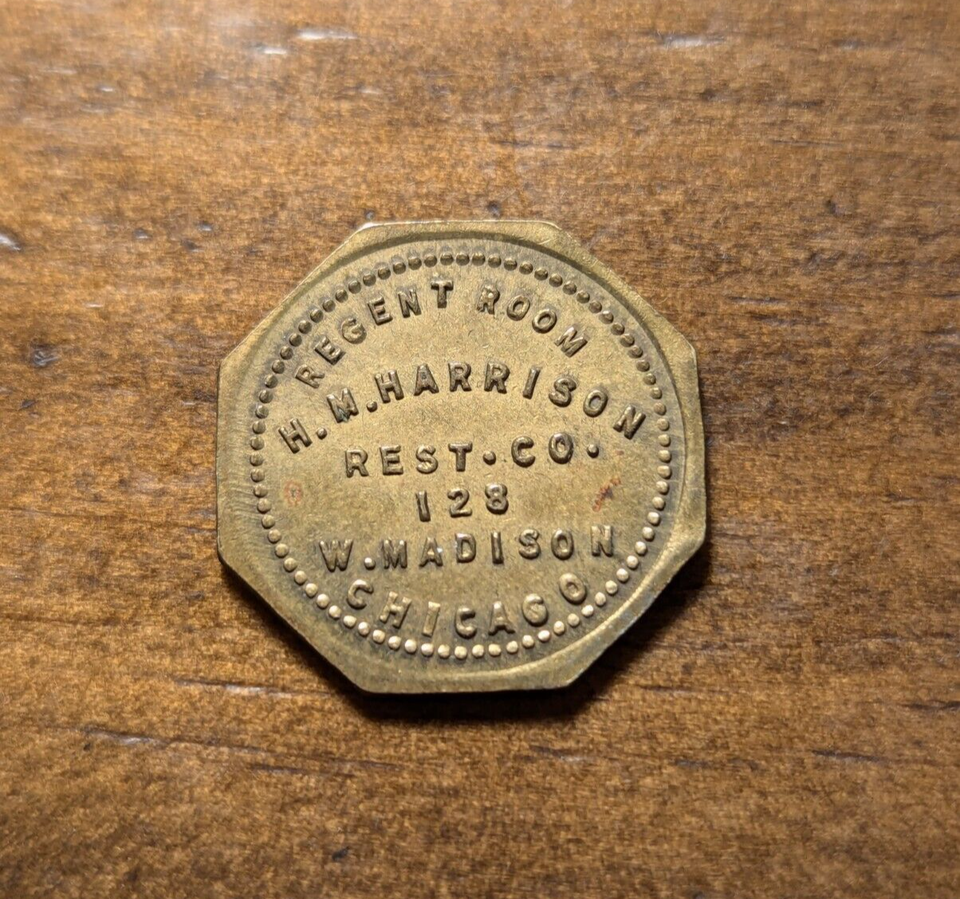 REGENT ROOM
H.M.HARRISON
REST.CO.
128
W.MADISON
CHICAGO